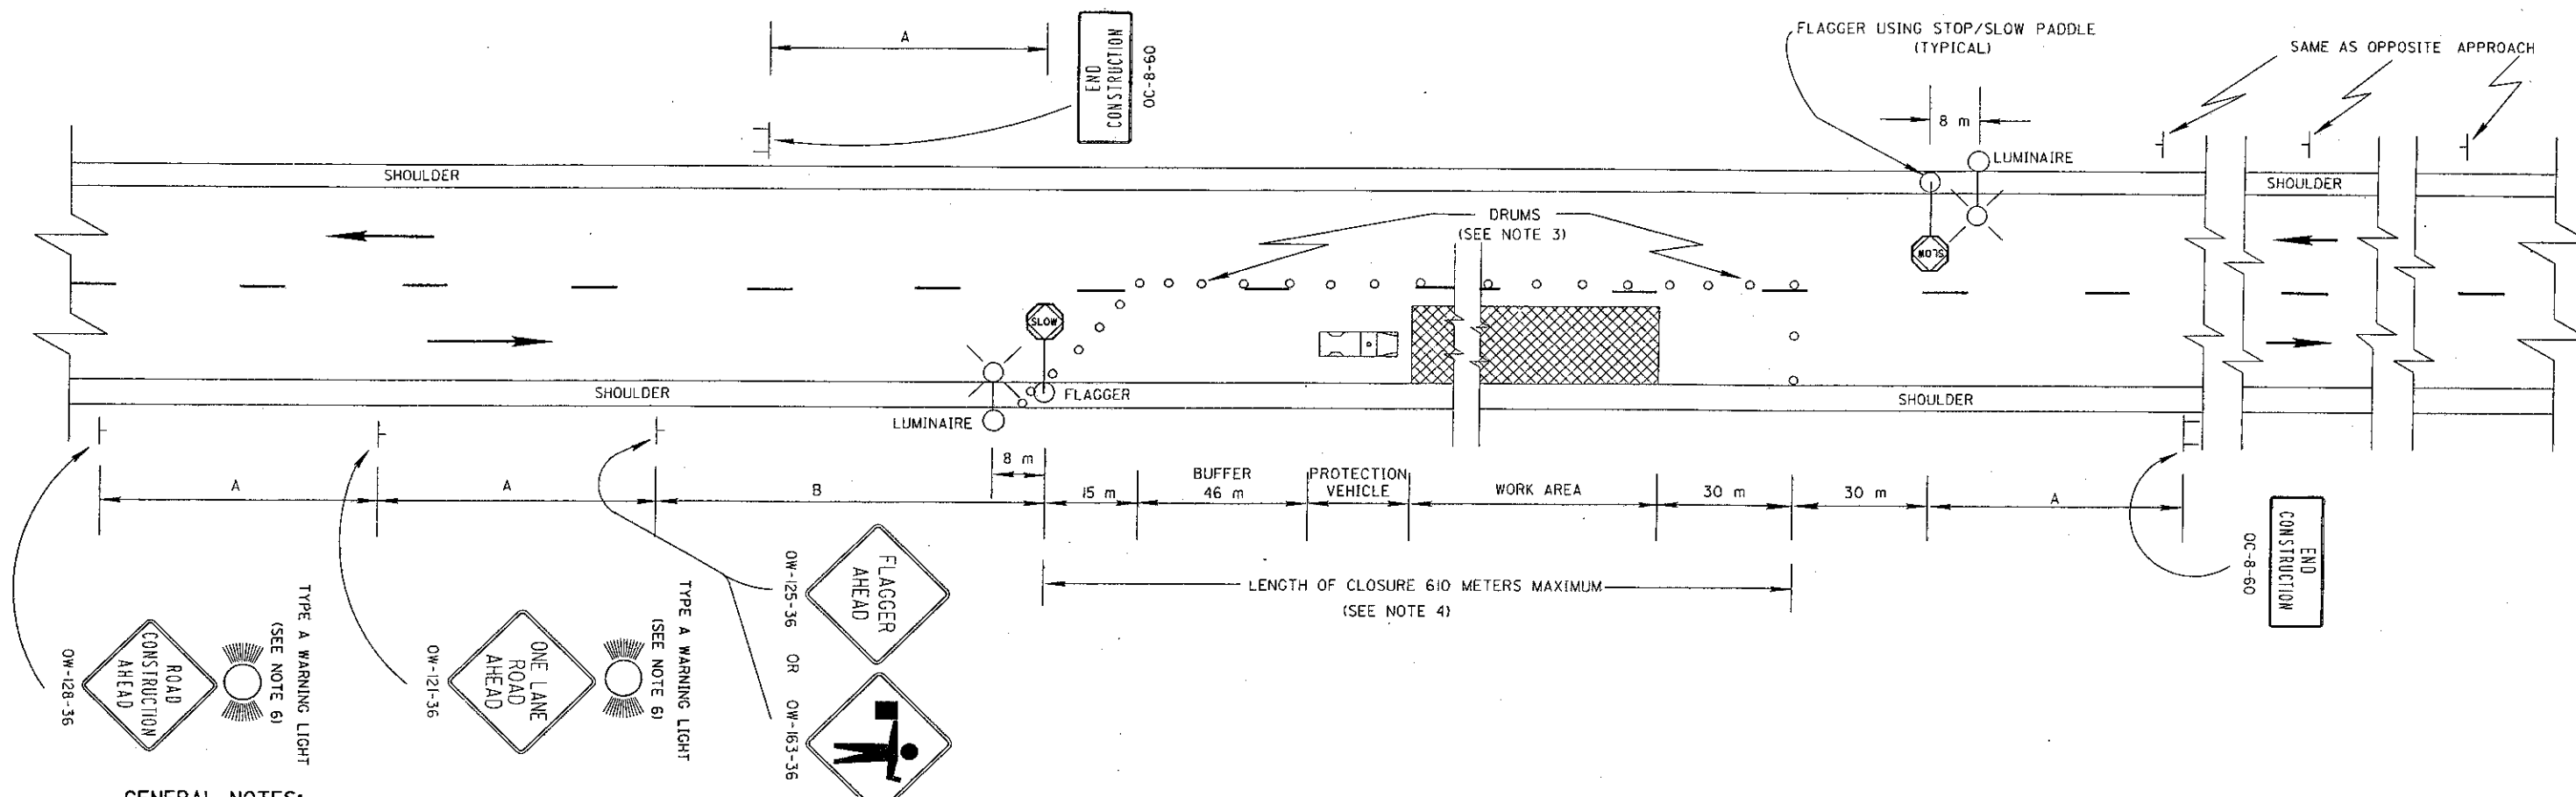 A
END
CONSTRUCTION
OC-8-60
FLAGGER USING STOP/SLOW PADDLE
(TYPICAL)
SAME AS OPPOSITE APPROACH
8 m
LUMINAIRE
SHOULDER
SHOULDER
DRUMS
(SEE NOTE 3)
SLOW
SLOW
SHOULDER
FLAGGER
SHOULDER
LUMINAIRE
8 m
A
A
B
15 m
BUFFER
46 m
PROTECTION
VEHICLE
WORK AREA
30 m
30 m
A
LENGTH OF CLOSURE 610 METERS MAXIMUM
(SEE NOTE 4)
END
CONSTRUCTION
OC-8-60
TYPE A WARNING LIGHT
(SEE NOTE 6)
ROAD
CONSTRUCTION
AHEAD
OW-128-36
TYPE A WARNING LIGHT
(SEE NOTE 6)
ONE LANE
ROAD
AHEAD
OW-121-36
FLAGGER
AHEAD
OW-125-36 OR OW-163-36
GENERAL NOTES: